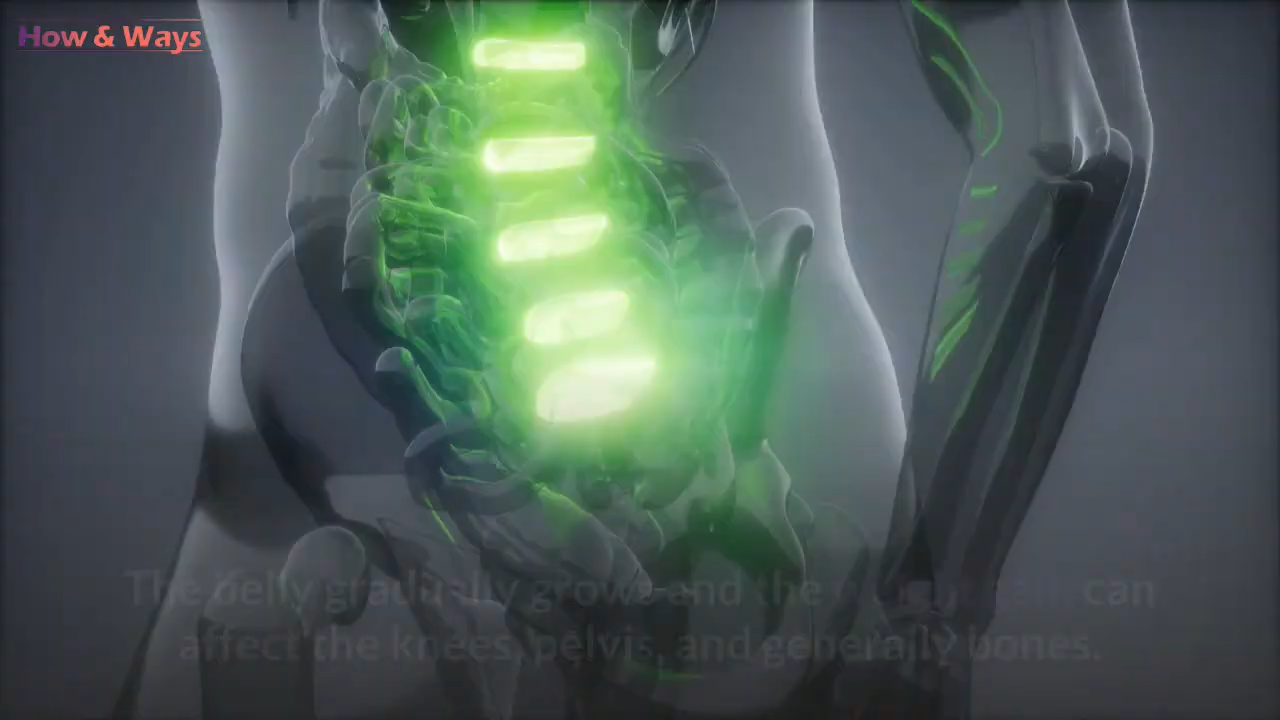 How & Ways
The belly gradually grows and the can
affect the knees, pelvis, and generally bones.